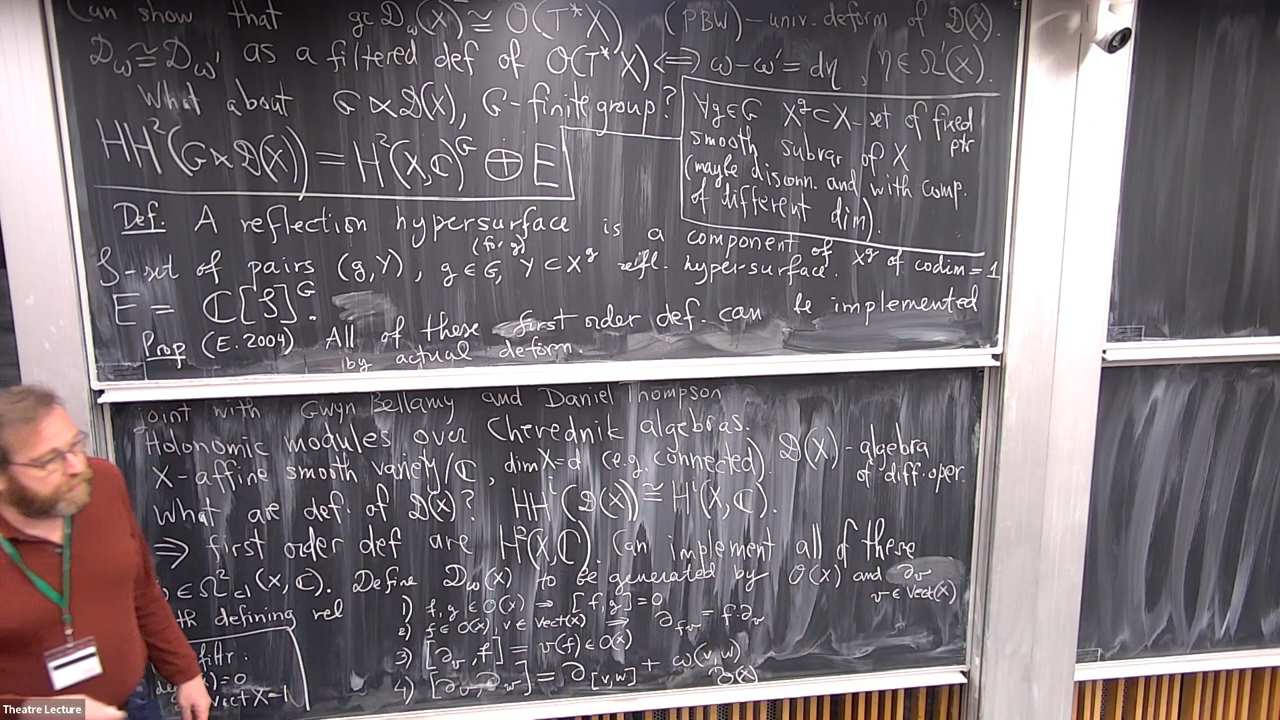 Can show that gr D_ω(X) ≅ O(T*X) (PBW) - univ. deform of D(X).
D_ω ≅ D_ω' as a filtered def of O(T*X) ⟺ ω-ω' = dη, η ∈ Ω¹(X).
What about G ⋉ D(X), G-finite group?
HH²(G⋉D(X)) = H²(X,ℂ)^G ⊕ E
∀g∈G X^g ⊂ X - set of fixed
ptr
smooth subvar of X
(maybe disconn. and with comp.
of different dim).
Def. A reflection hypersurface is a component of X^g of codim = 1
(for g)
S-set of pairs (g,Y), g ∈ G, Y ⊂ X^g refl. hyper-surface.
E = ℂ[S]^G.
Prop (E. 2004) All of these first order def. can be implemented
by actual deform.
joint with Gwyn Bellamy and Daniel Thompson
Holonomic modules over Cherednik algebras.
X-affine smooth variety/ℂ, dim X = d (e.g. connected) D(X) - algebra
of diff. oper.
What are def. of D(X)? HH^i(D(X)) ≅ H^i(X,ℂ).
⇒ first order def are H²(X,ℂ). Can implement all of these
∈ Ω²_cl (X,ℂ). Define D_ω(X) to be generated by O(X) and ∂_v
v ∈ Vect(X)
defining rel
1) f,g ∈ O(X) ⇒ [f,g]=0
2) f∈O(X), v∈Vect(X) ⇒ ∂_{fv} = f·∂_v
3) [∂_v, f] = v(f) ∈ O(X)
4) [∂_v, ∂_w] = ∂_{[v,w]} + ω(v,w)
filtr.
)=0
Vect X=1
Theatre Lecture